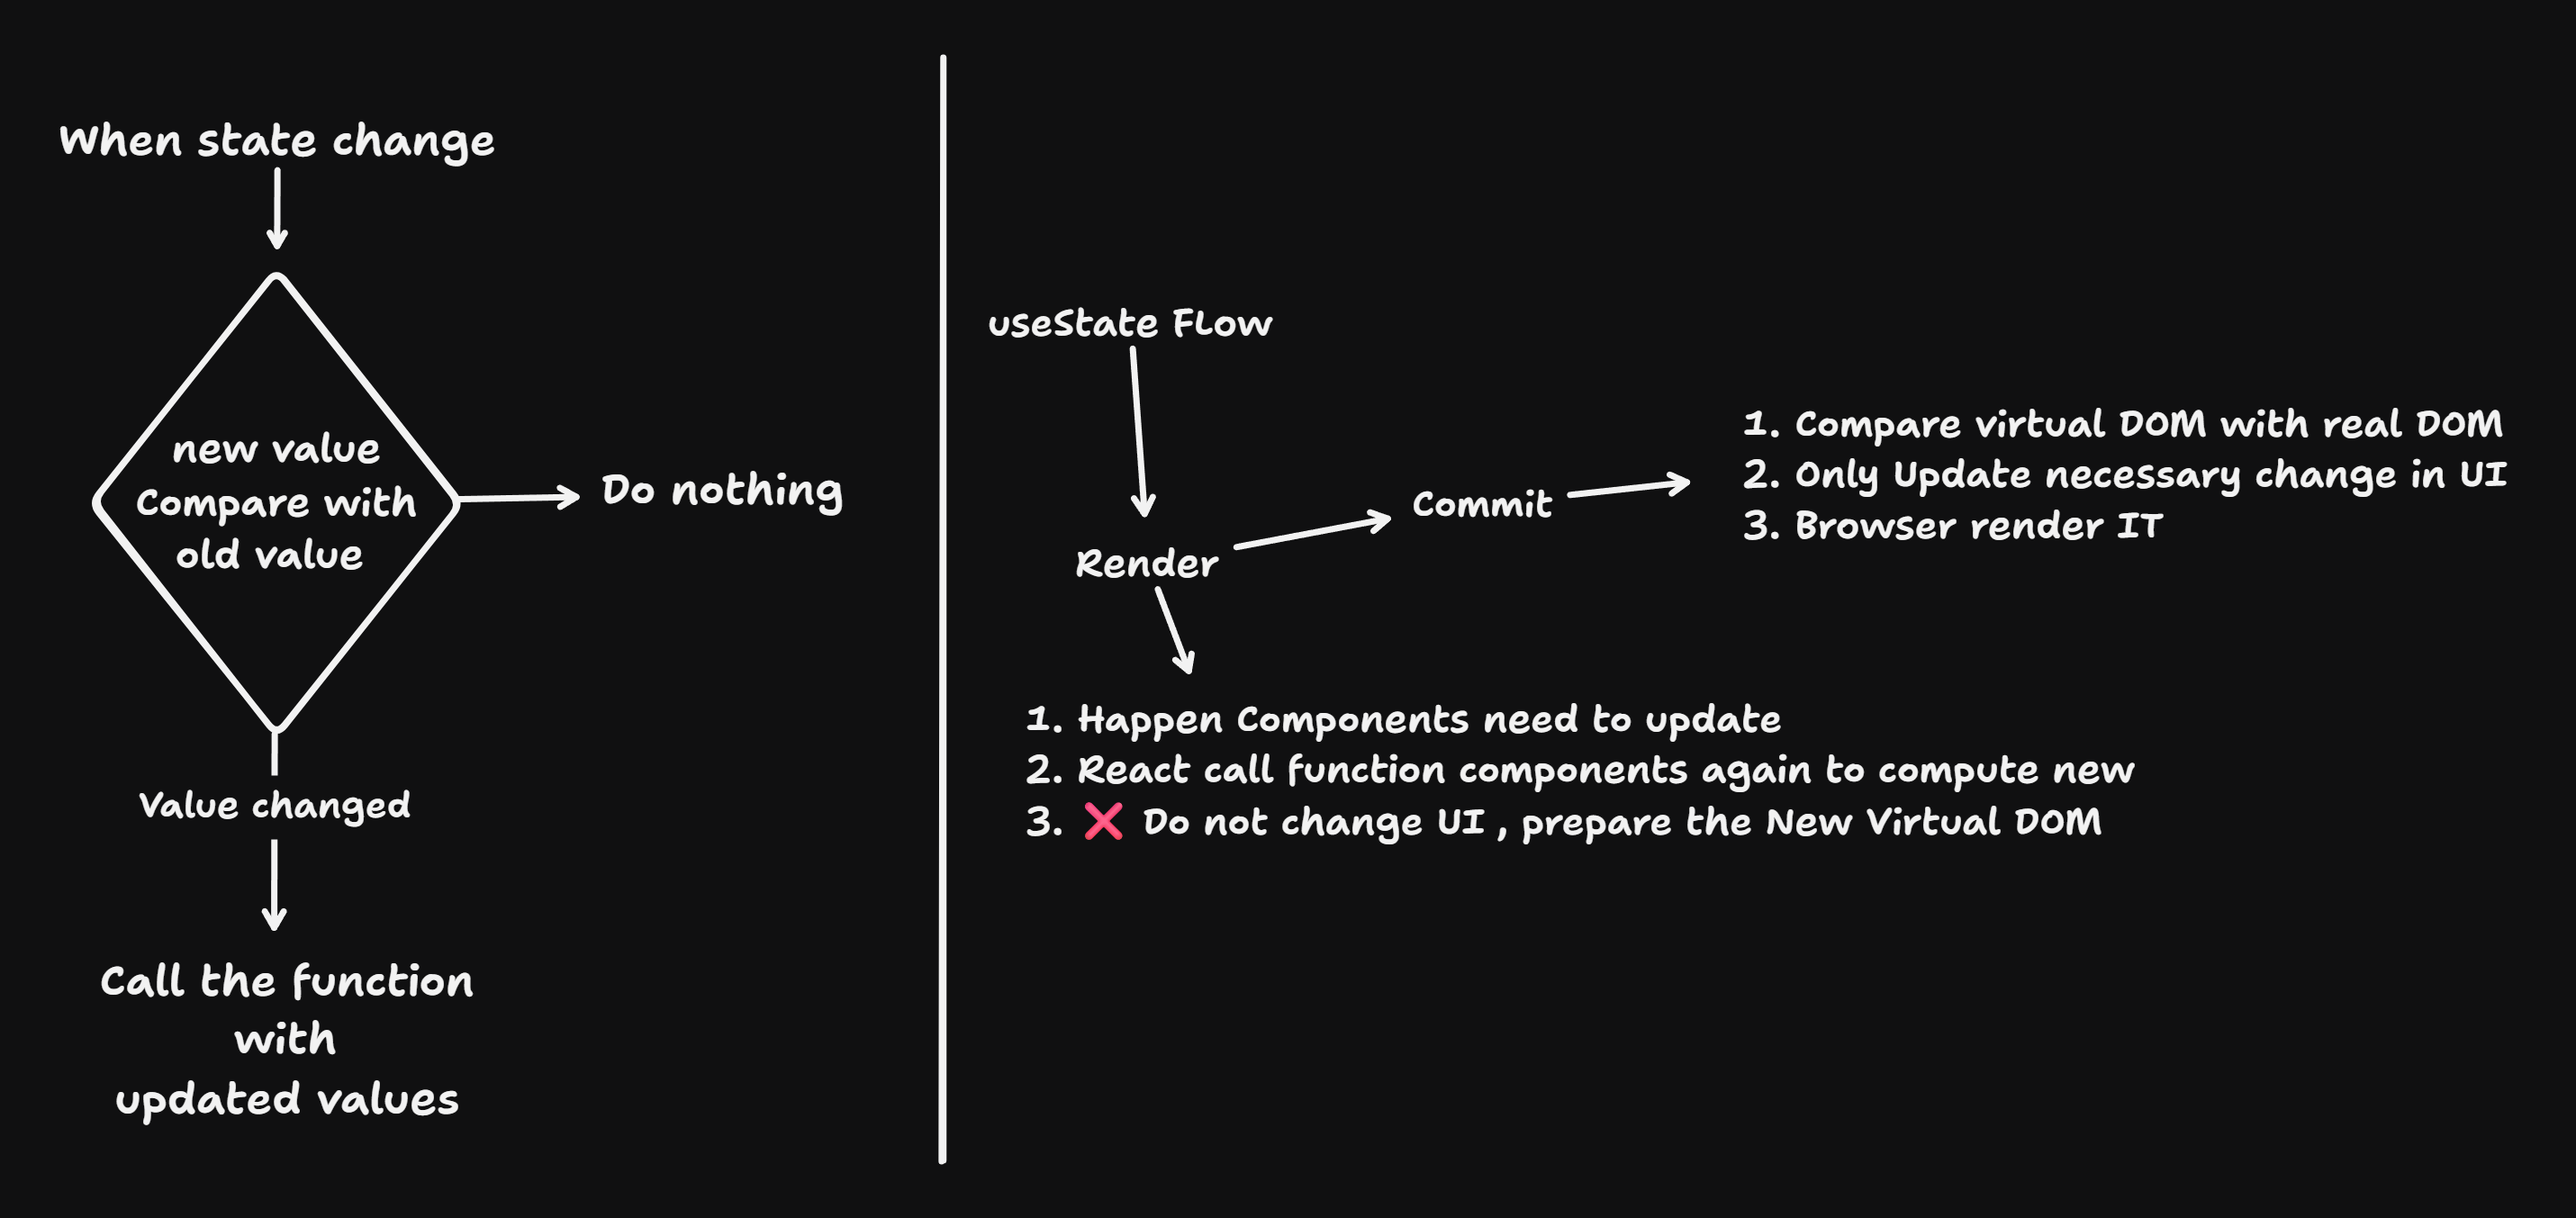 When state change
new value
Compare with
old value
Do nothing
Value changed
Call the function
with
updated values
useState FLow
Render
Commit
1. Compare virtual DOM with real DOM
2. Only Update necessary change in UI
3. Browser render IT
1. Happen Components need to update
2. React call function components again to compute new
3. ❌ Do not change UI , prepare the New Virtual DOM